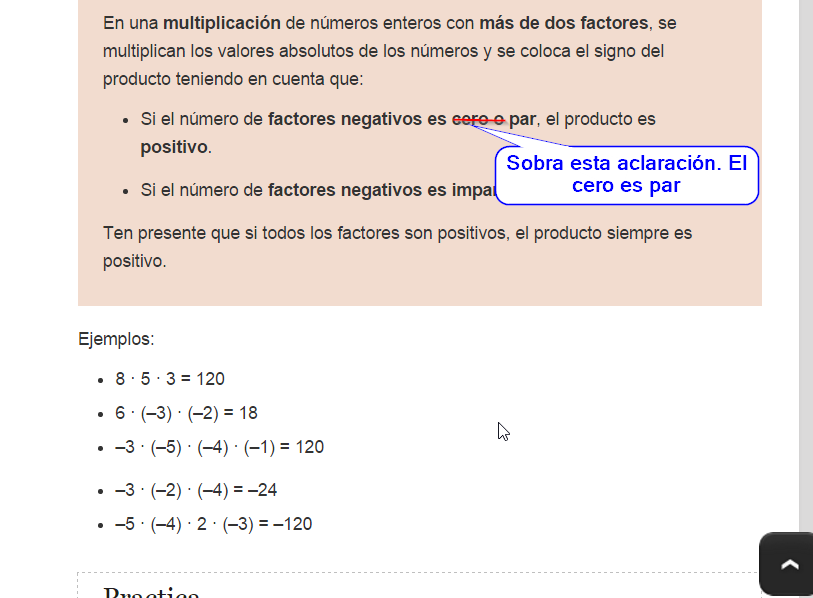 En una multiplicación de números enteros con más de dos factores, se
multiplican los valores absolutos de los números y se coloca el signo del
producto teniendo en cuenta que:
• Si el número de factores negativos es cero o par, el producto es
positivo.
Sobra esta aclaración. El
cero es par
• Si el número de factores negativos es impar
Ten presente que si todos los factores son positivos, el producto siempre es
positivo.
Ejemplos:
• 8 · 5 · 3 = 120
• 6 · (–3) · (–2) = 18
• –3 · (–5) · (–4) · (–1) = 120
• –3 · (–2) · (–4) = –24
• –5 · (–4) · 2 · (–3) = –120
Practica